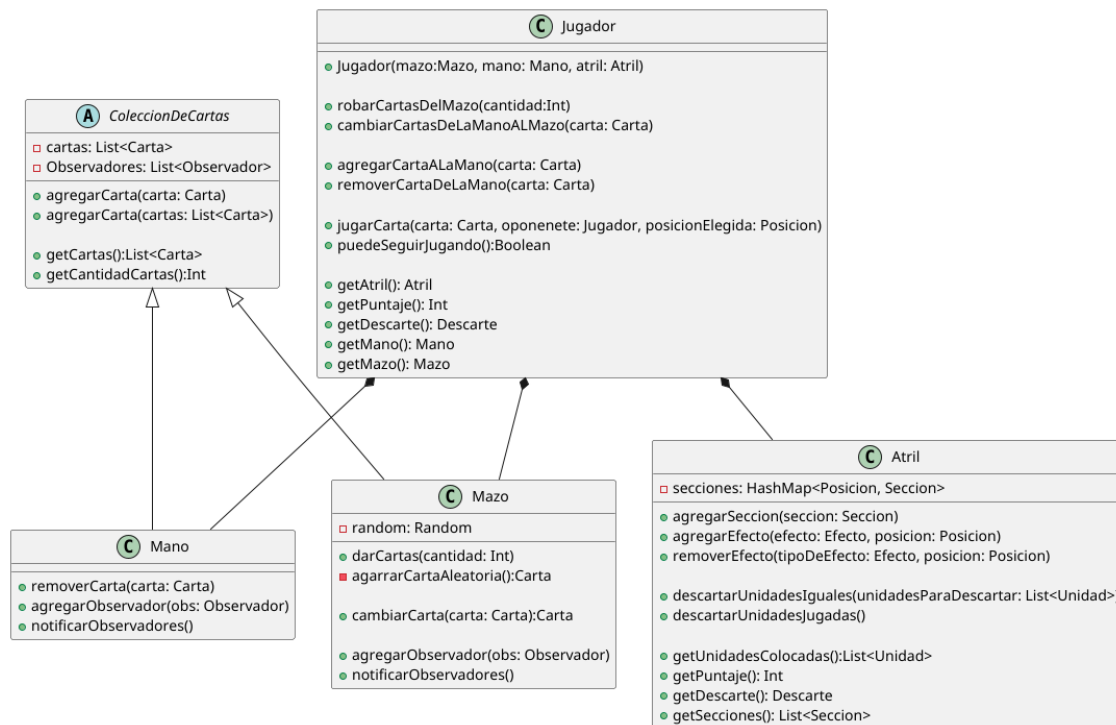 C Jugador
Jugador(mazo:Mazo, mano: Mano, atril: Atril)
robarCartasDelMazo(cantidad:Int)
cambiarCartasDeLaManoALMazo(carta: Carta)
agregarCartaALaMano(carta: Carta)
removerCartaDeLaMano(carta: Carta)
jugarCarta(carta: Carta, oponenete: Jugador, posicionElegida: Posicion)
puedeSeguirJugando():Boolean
getAtril(): Atril
getPuntaje(): Int
getDescarte(): Descarte
getMano(): Mano
getMazo(): Mazo
A ColeccionDeCartas
cartas: List<Carta>
Observadores: List<Observador>
agregarCarta(carta: Carta)
agregarCarta(cartas: List<Carta>)
getCartas():List<Carta>
getCantidadCartas():Int
C Mano
removerCarta(carta: Carta)
agregarObservador(obs: Observador)
notificarObservadores()
C Mazo
random: Random
darCartas(cantidad: Int)
agarrarCartaAleatoria():Carta
cambiarCarta(carta: Carta):Carta
agregarObservador(obs: Observador)
notificarObservadores()
C Atril
secciones: HashMap<Posicion, Seccion>
agregarSeccion(seccion: Seccion)
agregarEfecto(efecto: Efecto, posicion: Posicion)
removerEfecto(tipoDeEfecto: Efecto, posicion: Posicion)
descartarUnidadesIguales(unidadesParaDescartar: List<Unidad>)
descartarUnidadesJugadas()
getUnidadesColocadas():List<Unidad>
getPuntaje(): Int
getDescarte(): Descarte
getSecciones(): List<Seccion>